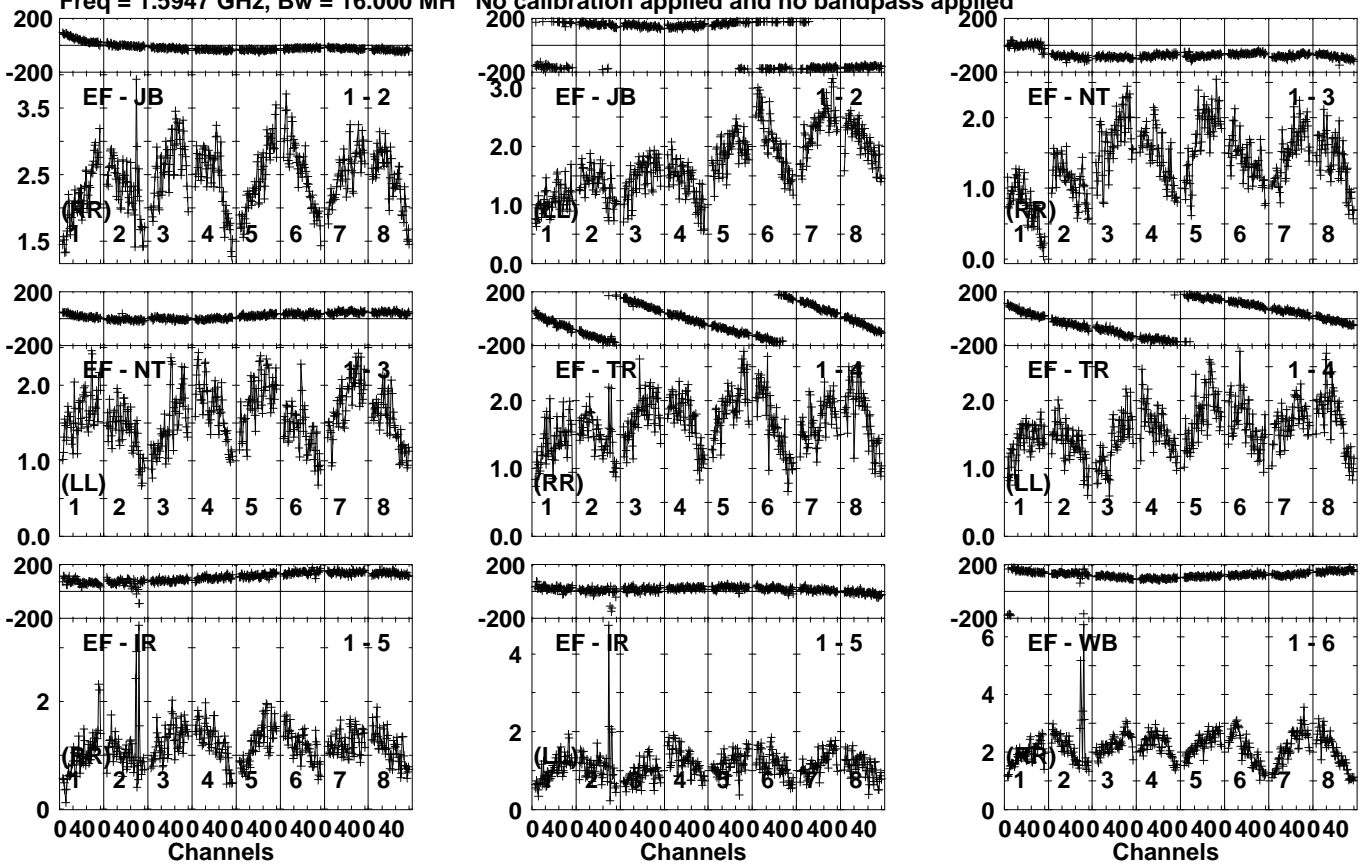 Freq = 1.5947 GHz, Bw = 16.000 MH No calibration applied and no bandpass applied
200
-200
EF - JB 1 - 2
3.5
2.5
1.5
(RR)
1 2 3 4 5 6 7 8
200
-200
EF - JB 1 - 2
3.0
2.0
1.0
0.0
(LL)
1 2 3 4 5 6 7 8
200
-200
EF - NT 1 - 3
2.0
1.0
0.0
(RR)
1 2 3 4 5 6 7 8
200
-200
EF - NT 1 - 3
2.0
1.0
0.0
(LL)
1 2 3 4 5 6 7 8
200
-200
EF - TR 1 - 4
2.0
1.0
0.0
(RR)
1 2 3 4 5 6 7 8
200
-200
EF - TR 1 - 4
2.0
1.0
0.0
(LL)
1 2 3 4 5 6 7 8
200
-200
EF - IR 1 - 5
2
0
(RR)
1 2 3 4 5 6 7 8
0 40 0 40 0 40 0 40 0 40 0 40 0 40 0 40
Channels
200
-200
EF - IR 1 - 5
4
2
0
(LL)
1 2 3 4 5 6 7 8
0 40 0 40 0 40 0 40 0 40 0 40 0 40 0 40
Channels
200
-200
EF - WB 1 - 6
6
4
2
0
(RR)
1 2 3 4 5 6 7 8
0 40 0 40 0 40 0 40 0 40 0 40 0 40 0 40
Channels